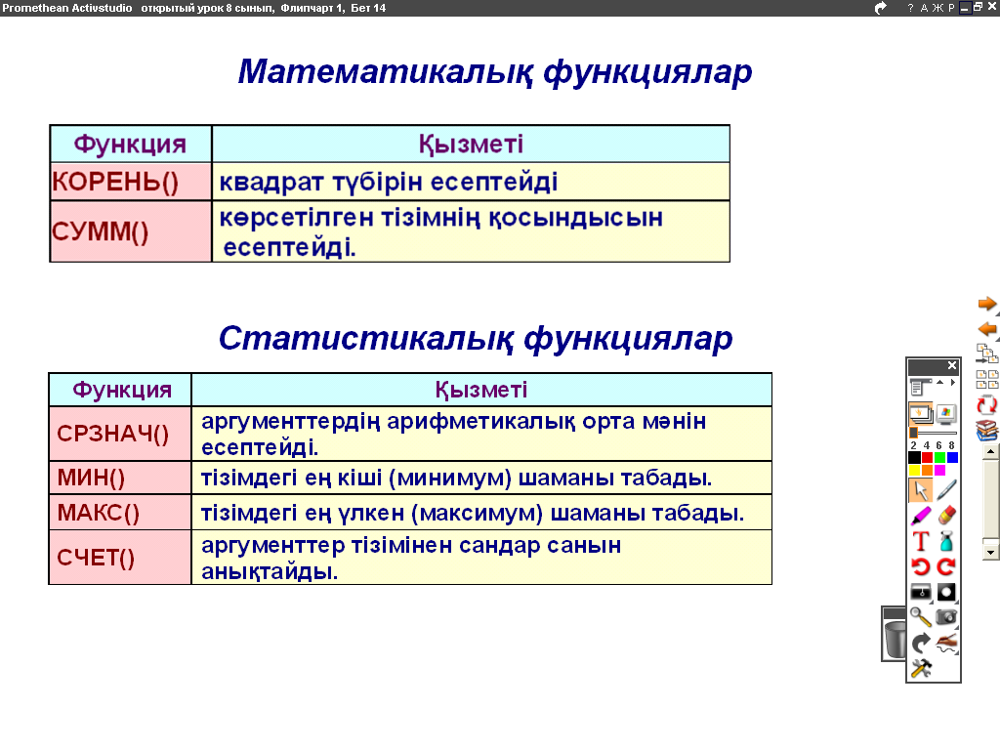 Promethean Activstudio открытый урок 8 сынып, Флипчарт 1, Бет 14
? А Ж Р
Математикалық функциялар
Функция Қызметі
КОРЕНЬ() квадрат түбірін есептейді
СУММ() көрсетілген тізімнің қосындысын
есептейді.
Статистикалық функциялар
Функция Қызметі
СРЗНАЧ() аргументтердің арифметикалық орта мәнін
есептейді.
МИН() тізімдегі ең кіші (минимум) шаманы табады.
МАКС() тізімдегі ең үлкен (максимум) шаманы табады.
СЧЕТ() аргументтер тізімінен сандар санын
анықтайды.
2 4 6 8
T